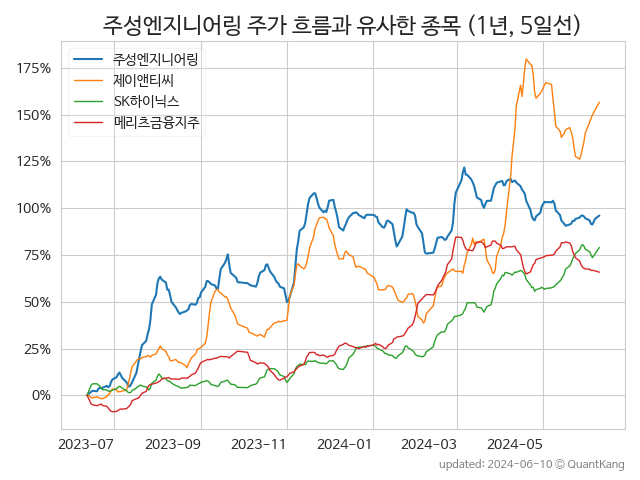 주성엔지니어링 주가 흐름과 유사한 종목 (1년, 5일선)
주성엔지니어링
제이앤티씨
SK하이닉스
메리츠금융지주
175%
150%
125%
100%
75%
50%
25%
0%
2023-07
2023-09
2023-11
2024-01
2024-03
2024-05
updated: 2024-06-10 © QuantKang